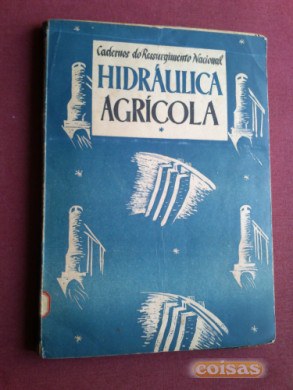 Cadernos do Ressurgimento Nacional
HIDRÁULICA
AGRÍCOLA
coisas